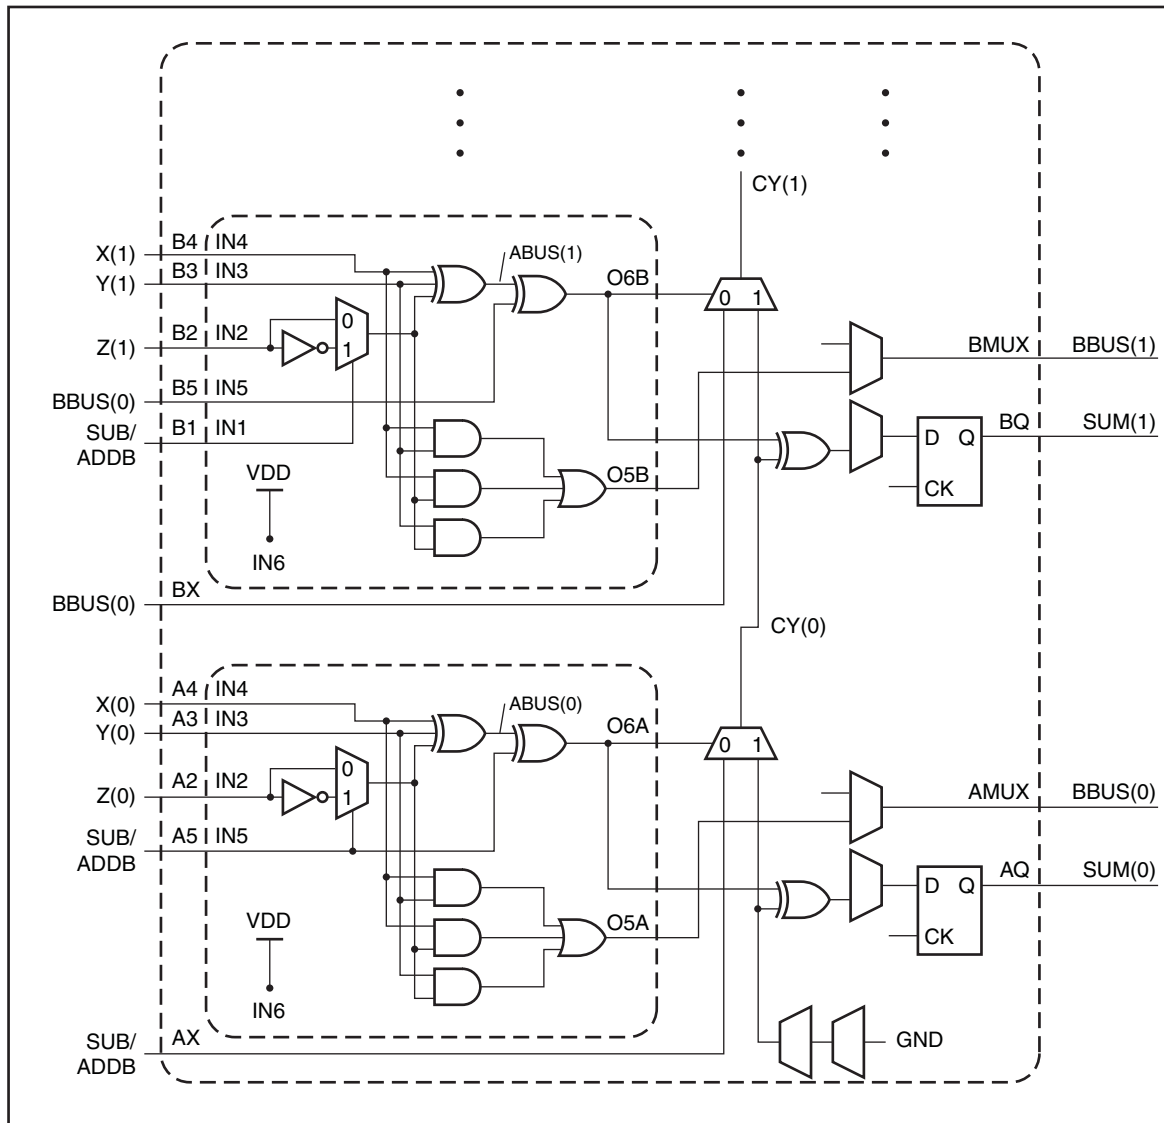 CY(1)
X(1) B4 IN4
ABUS(1)
O6B
Y(1) B3 IN3
0 1
0
Z(1) B2 IN2
1
BMUX BBUS(1)
BBUS(0) B5 IN5
SUB/
ADDB B1 IN1
BQ SUM(1)
D Q
CK
VDD
O5B
IN6
BBUS(0) BX
CY(0)
X(0) A4 IN4
ABUS(0)
O6A
Y(0) A3 IN3
0 1
0
Z(0) A2 IN2
1
AMUX BBUS(0)
SUB/
ADDB A5 IN5
AQ SUM(0)
D Q
CK
VDD
O5A
IN6
SUB/
ADDB AX
GND